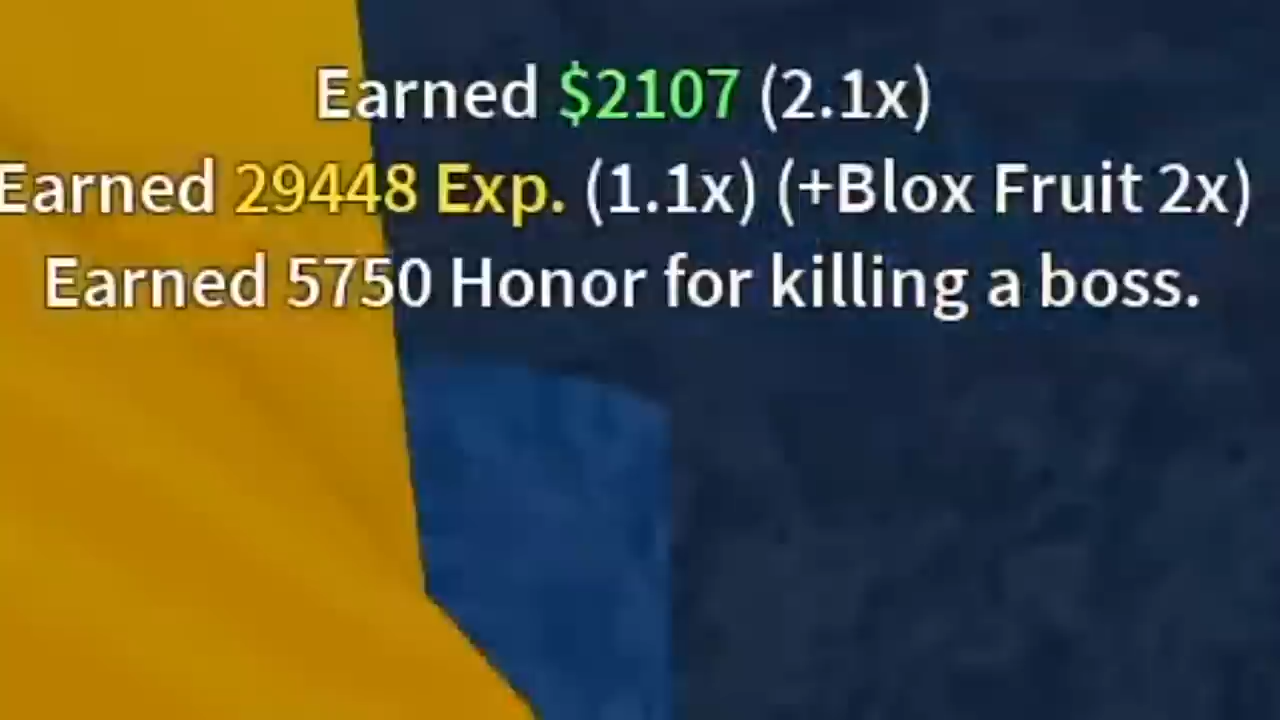 Earned $2107 (2.1x)
Earned 29448 Exp. (1.1x) (+Blox Fruit 2x)
Earned 5750 Honor for killing a boss.